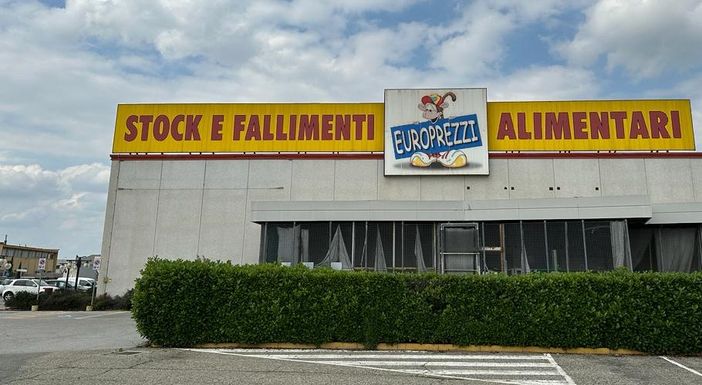 STOCK E FALLIMENTI
EUROPREZZI
ALIMENTARI